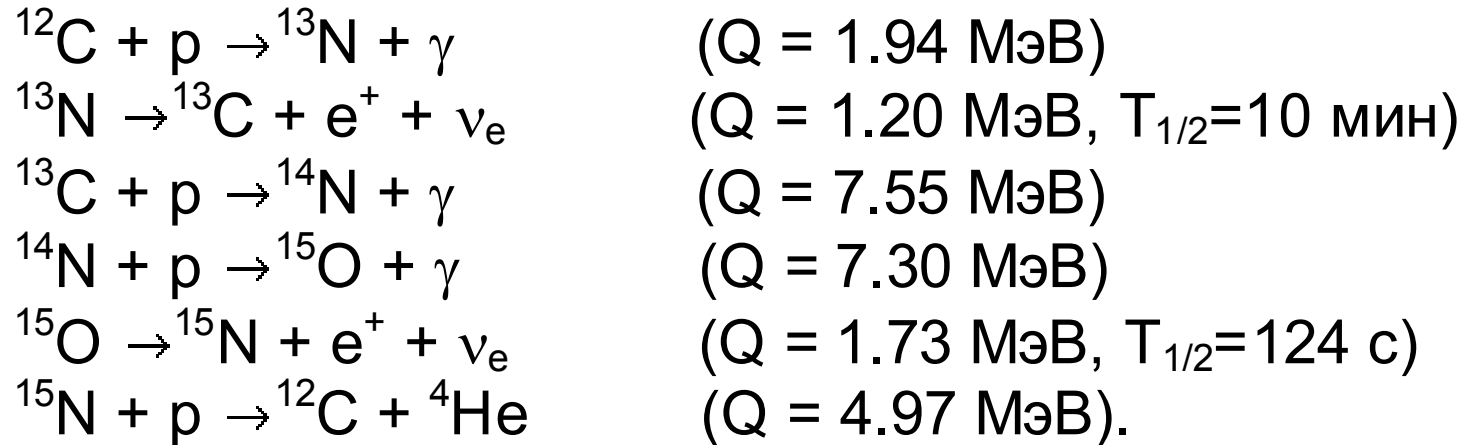 ¹²C + p →¹³N + γ (Q = 1.94 МэВ)
¹³N →¹³C + e⁺ + νₑ (Q = 1.20 МэВ, T₁/₂=10 мин)
¹³C + p →¹⁴N + γ (Q = 7.55 МэВ)
¹⁴N + p →¹⁵O + γ (Q = 7.30 МэВ)
¹⁵O →¹⁵N + e⁺ + νₑ (Q = 1.73 МэВ, T₁/₂=124 с)
¹⁵N + p →¹²C + ⁴He (Q = 4.97 МэВ).